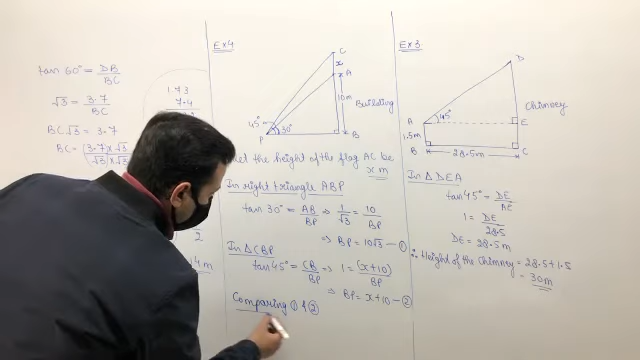 tan 60° = DB/BC
√3 = 3.7/BC
BC√3 = 3.7
BC = (3.7 × √3)/(√3 × √3)
1.73
7.4
2
4 m
Ex 4
C
x
x A
10m
Building
45°
P
30°
B
let the height of the flag AC be
x m
In right triangle ABP
tan 30° = AB/BP ⇒ 1/√3 = 10/BP
⇒ BP = 10√3 — ①
In △CBP
tan 45° = CB/BP ⇒ 1 = (x+10)/BP
⇒ BP = x + 10 — ②
Comparing ① & ②
Ex 3
D
Chimney
A
45°
E
1.5m
B
28.5m
C
In △DEA
tan 45° = DE/AE
1 = DE/28.5
DE = 28.5 m
∴ Height of the Chimney = 28.5 + 1.5
= 30m